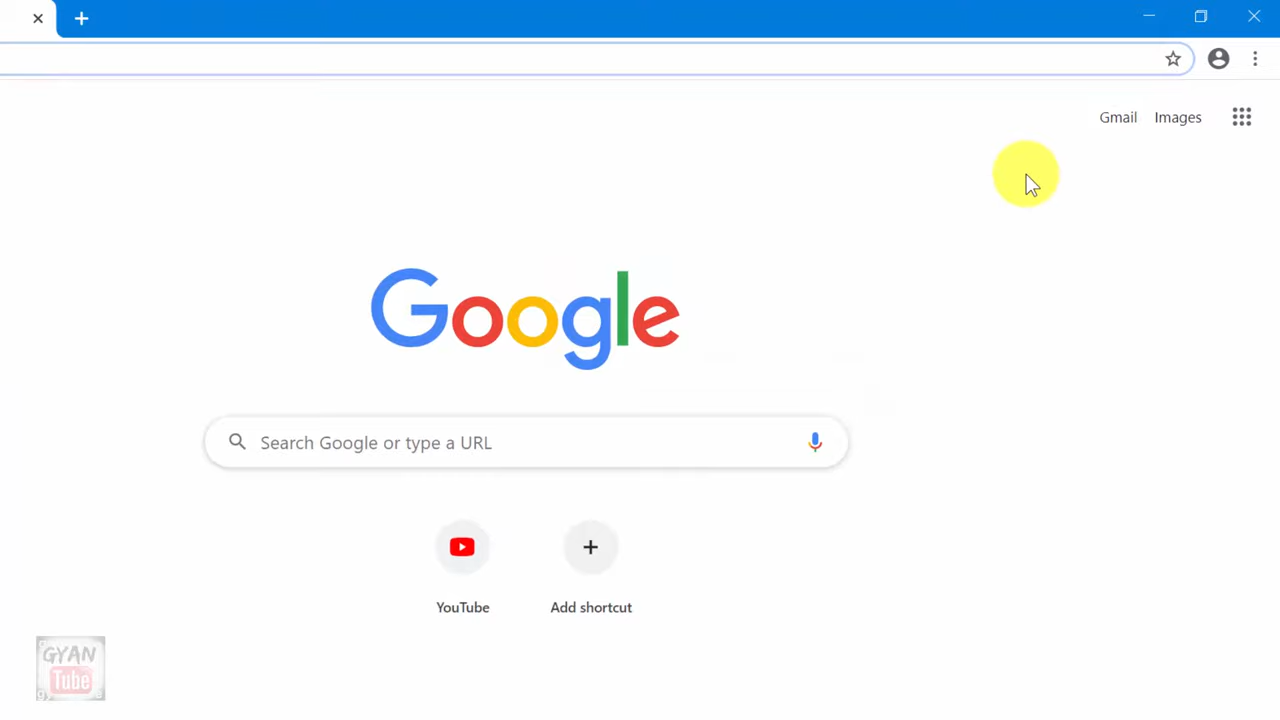 Gmail Images
Google
Search Google or type a URL
YouTube Add shortcut
GYAN
Tube